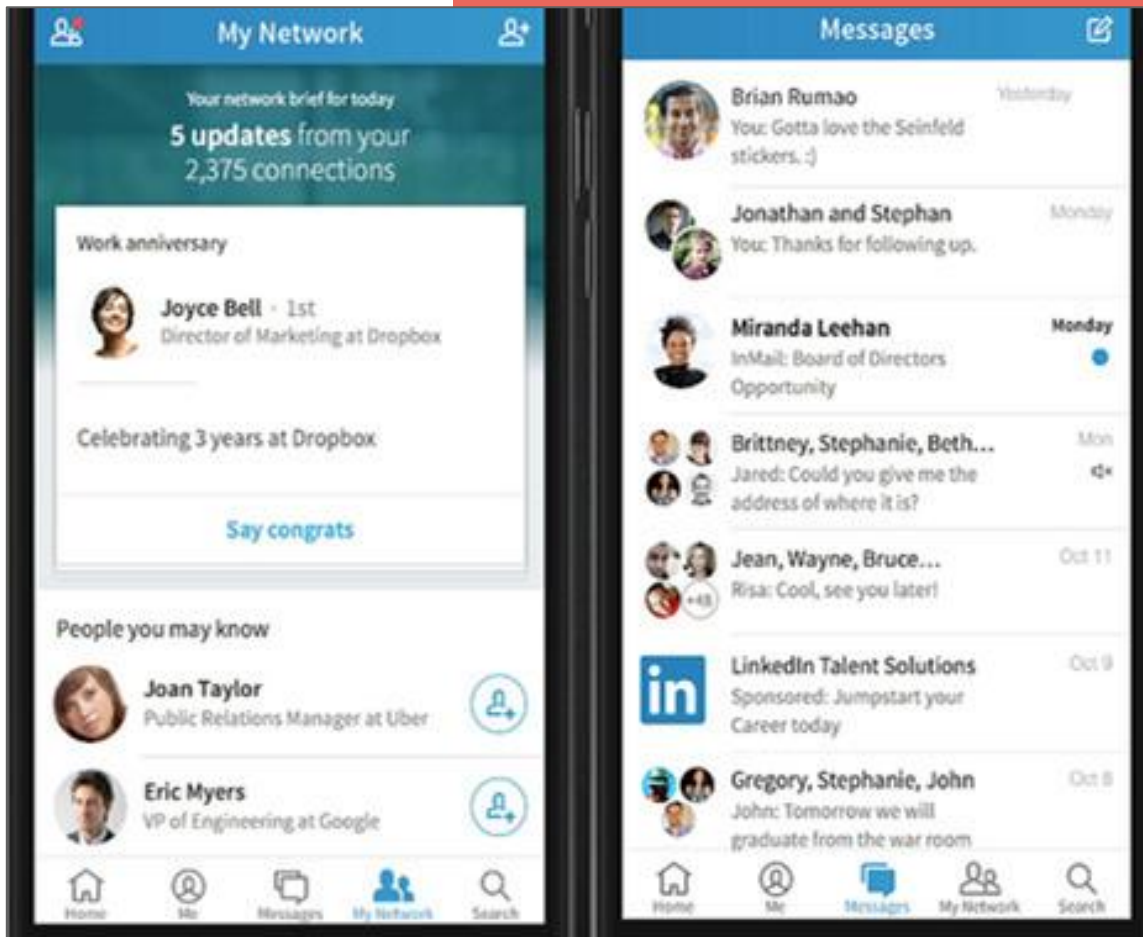 My Network
Your network brief for today
5 updates from your
2,375 connections
Work anniversary
Joyce Bell · 1st
Director of Marketing at Dropbox
Celebrating 3 years at Dropbox
Say congrats
People you may know
Joan Taylor
Public Relations Manager at Uber
Eric Myers
VP of Engineering at Google
Home
Me
Messages
My Network
Search
Messages
Brian Rumao
Yesterday
You: Gotta love the Seinfeld
stickers. :)
Jonathan and Stephan
Monday
You: Thanks for following up.
Miranda Leehan
Monday
InMail: Board of Directors
Opportunity
Brittney, Stephanie, Beth...
Mon
Jared: Could you give me the
address of where it is?
Jean, Wayne, Bruce...
Oct 11
Risa: Cool, see you later!
+48
in
LinkedIn Talent Solutions
Oct 9
Sponsored: Jumpstart your
Career today
Gregory, Stephanie, John
Oct 8
John: Tomorrow we will
graduate from the war room
Home
Me
Messages
My Network
Search